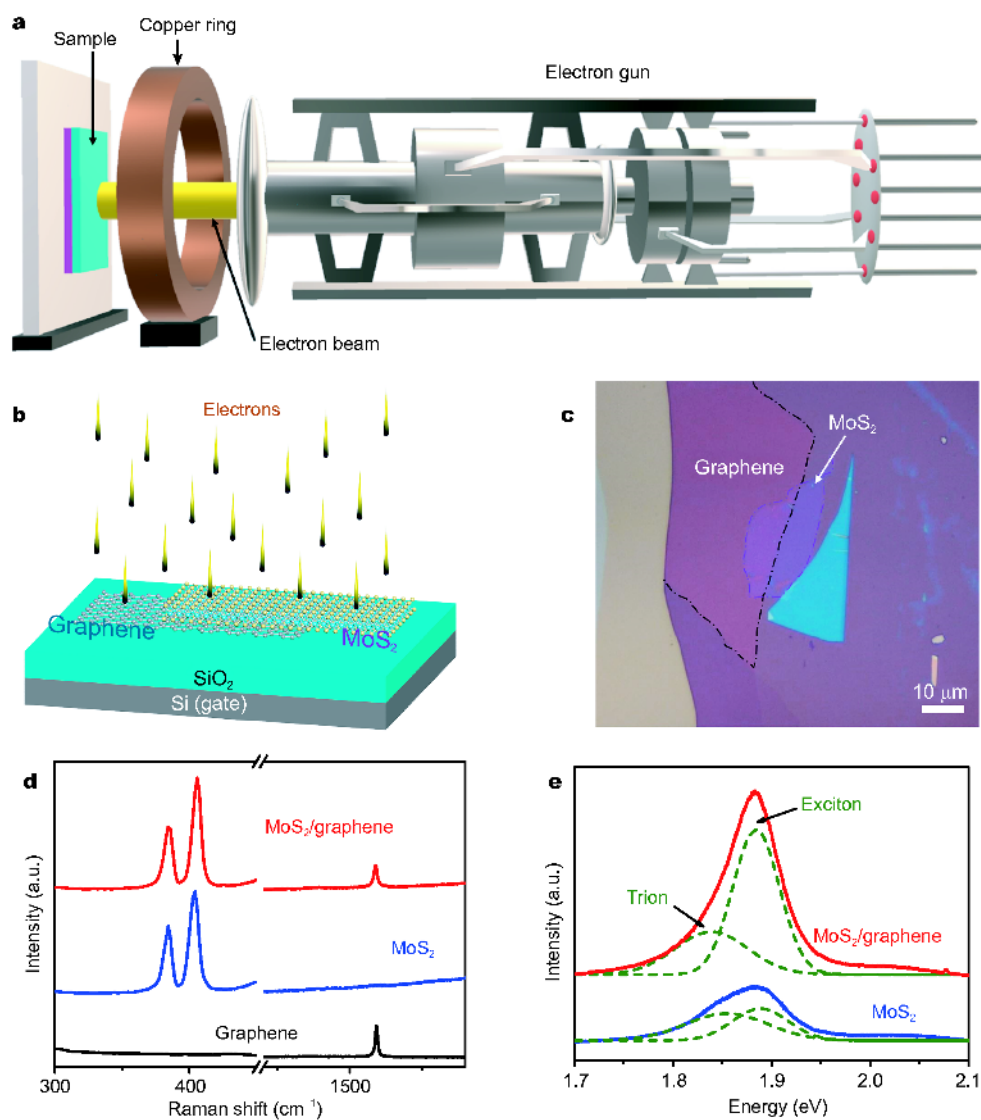 a
Copper ring
Sample
Electron gun
Electron beam
b
Electrons
Graphene
MoS₂
SiO₂
Si (gate)
c
MoS₂
Graphene
10 μm
d
MoS₂/graphene
MoS₂
Graphene
Intensity (a.u.)
300
400
1500
Raman shift (cm⁻¹)
e
Exciton
Trion
MoS₂/graphene
MoS₂
Intensity (a.u.)
1.7
1.8
1.9
2.0
2.1
Energy (eV)